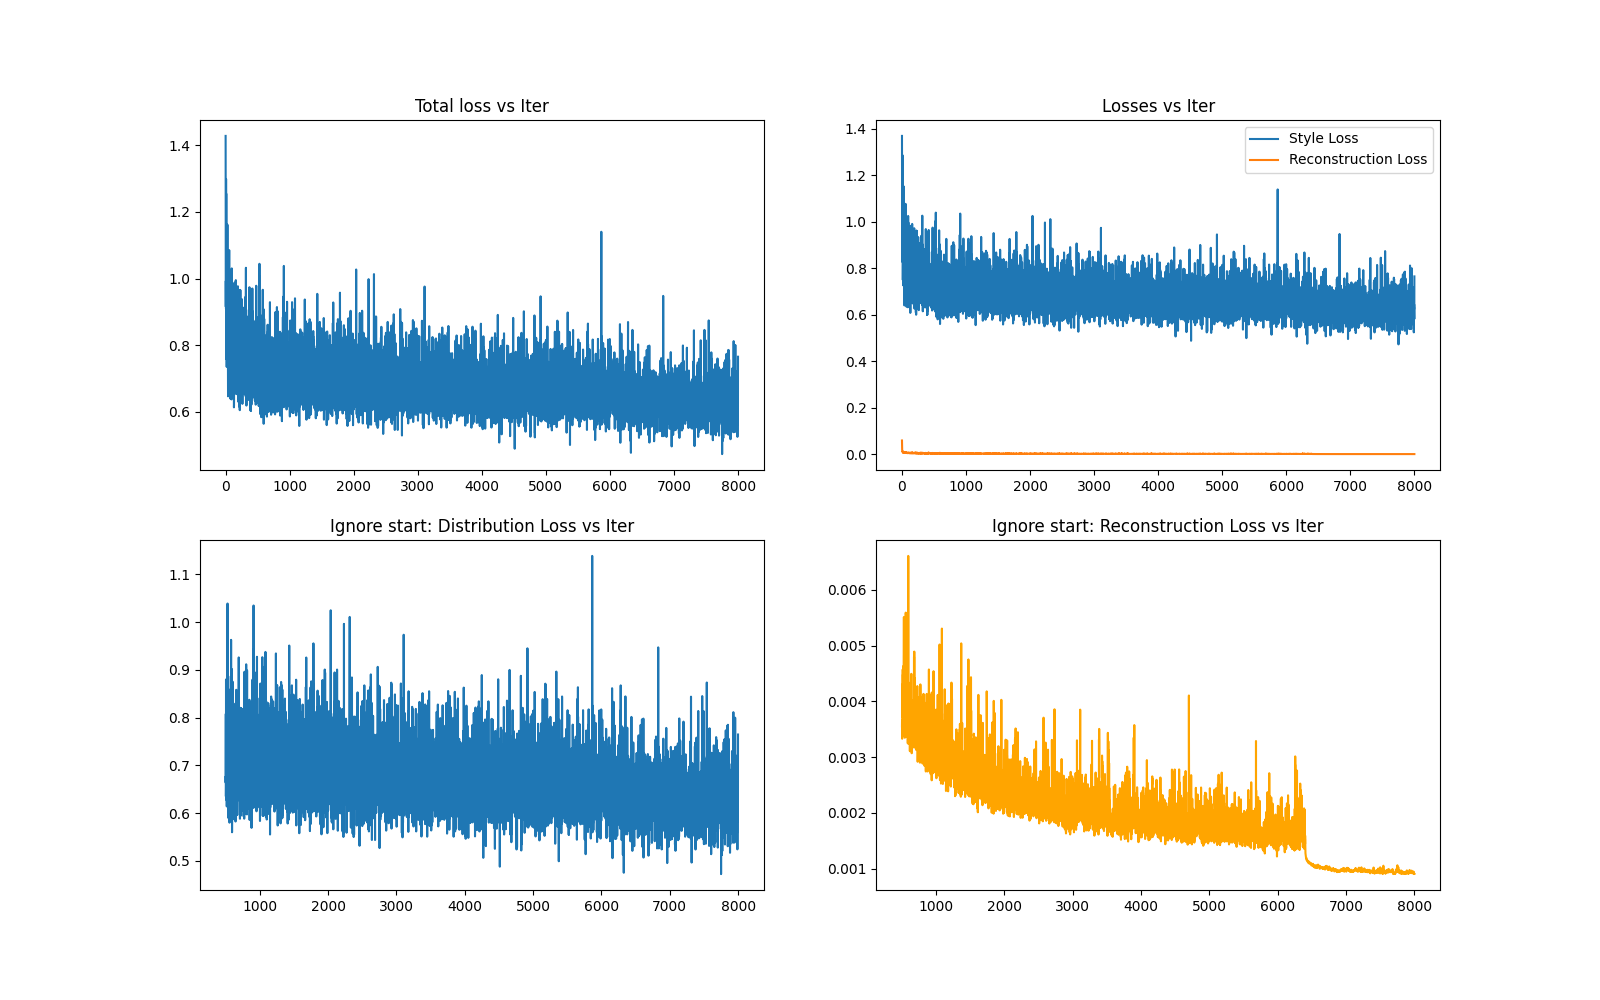 Total loss vs Iter
1.4
1.2
1.0
0.8
0.6
0 1000 2000 3000 4000 5000 6000 7000 8000
Losses vs Iter
Style Loss
Reconstruction Loss
1.4
1.2
1.0
0.8
0.6
0.4
0.2
0.0
0 1000 2000 3000 4000 5000 6000 7000 8000
Ignore start: Distribution Loss vs Iter
1.1
1.0
0.9
0.8
0.7
0.6
0.5
1000 2000 3000 4000 5000 6000 7000 8000
Ignore start: Reconstruction Loss vs Iter
0.006
0.005
0.004
0.003
0.002
0.001
1000 2000 3000 4000 5000 6000 7000 8000